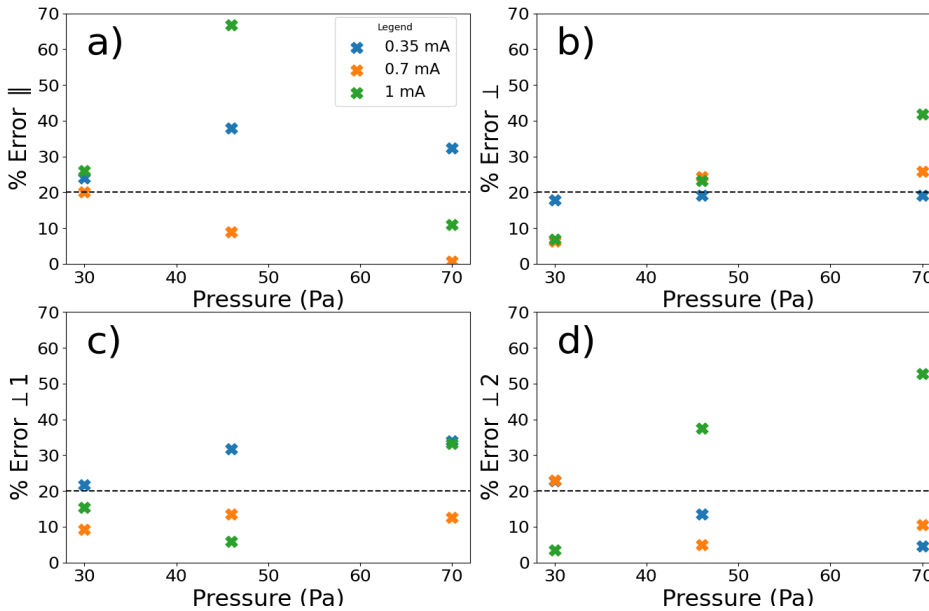 a)
Legend
0.35 mA
0.7 mA
1 mA
% Error ∥
70
60
50
40
30
20
10
0
30 40 50 60 70
Pressure (Pa)
b)
% Error ⊥
70
60
50
40
30
20
10
0
30 40 50 60 70
Pressure (Pa)
c)
% Error ⊥1
70
60
50
40
30
20
10
0
30 40 50 60 70
Pressure (Pa)
d)
% Error ⊥2
70
60
50
40
30
20
10
0
30 40 50 60 70
Pressure (Pa)